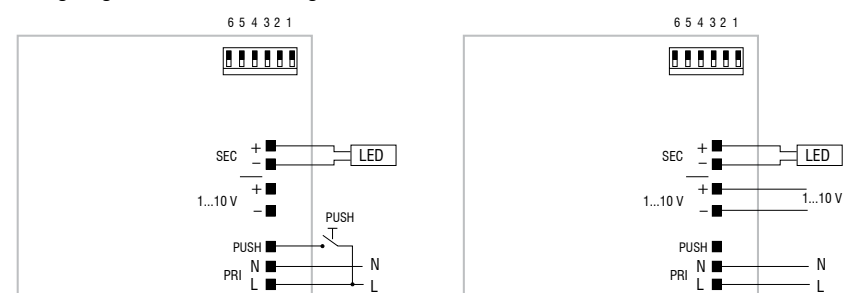 6 5 4 3 2 1
SEC + LED
−
1...10 V +
−
PUSH
PUSH
PRI N N
L L
6 5 4 3 2 1
SEC + LED
−
1...10 V + 1...10 V
−
PUSH
PRI N N
L L